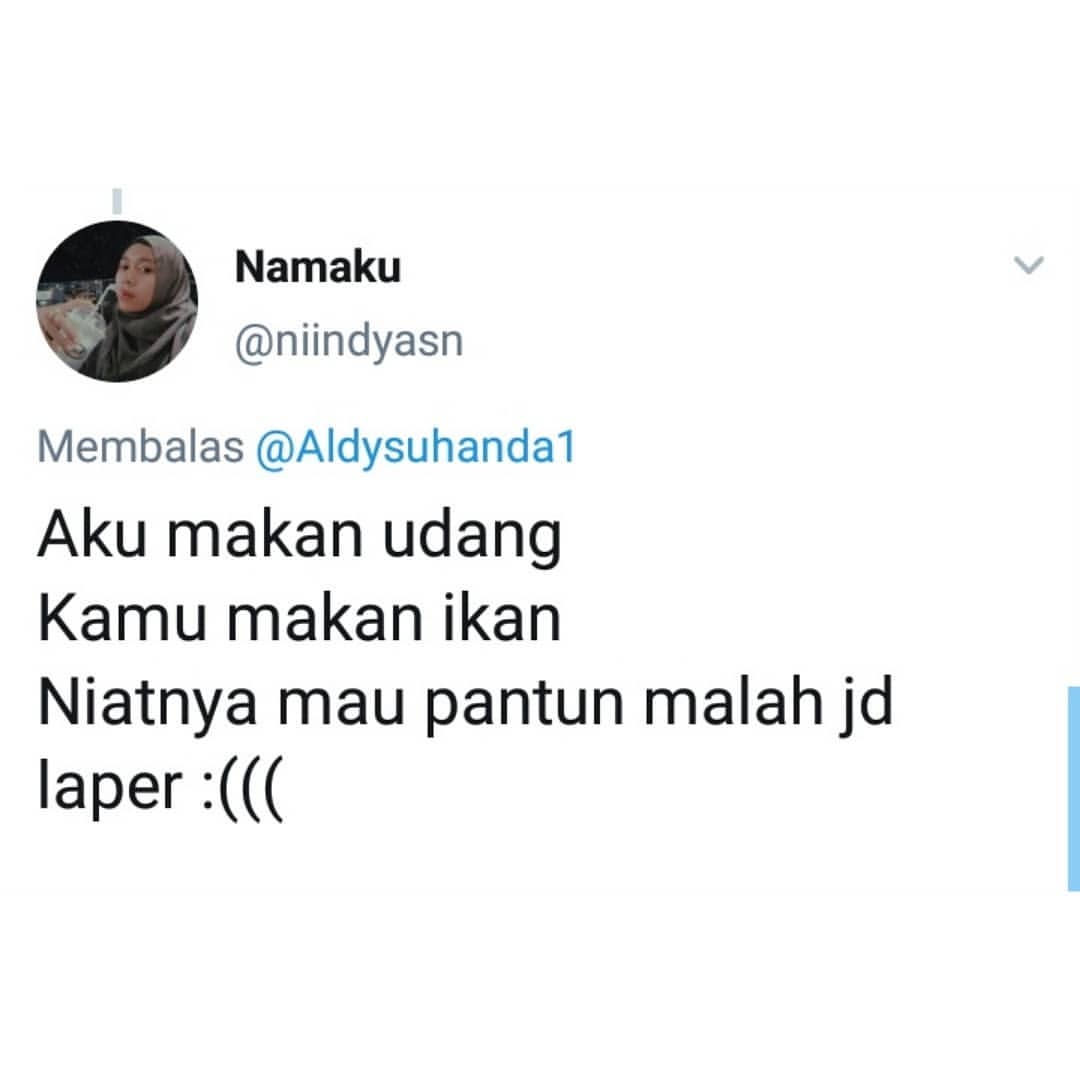 Namaku
@niindyasn
Membalas @Aldysuhanda1
Aku makan udang
Kamu makan ikan
Niatnya mau pantun malah jd
laper :(((